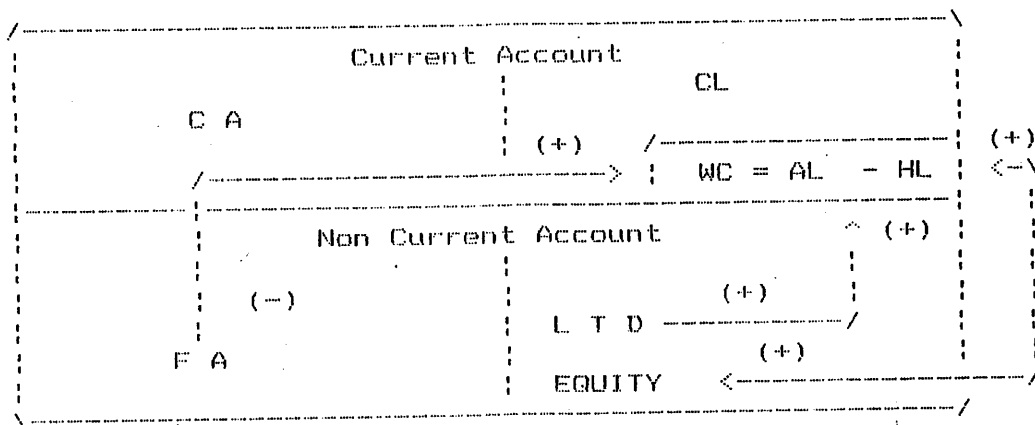 Current Account
CL
C A
(+) (+)
WC = AL - HL
Non Current Account (+)
(-) (+)
L T D
F A (+)
EQUITY